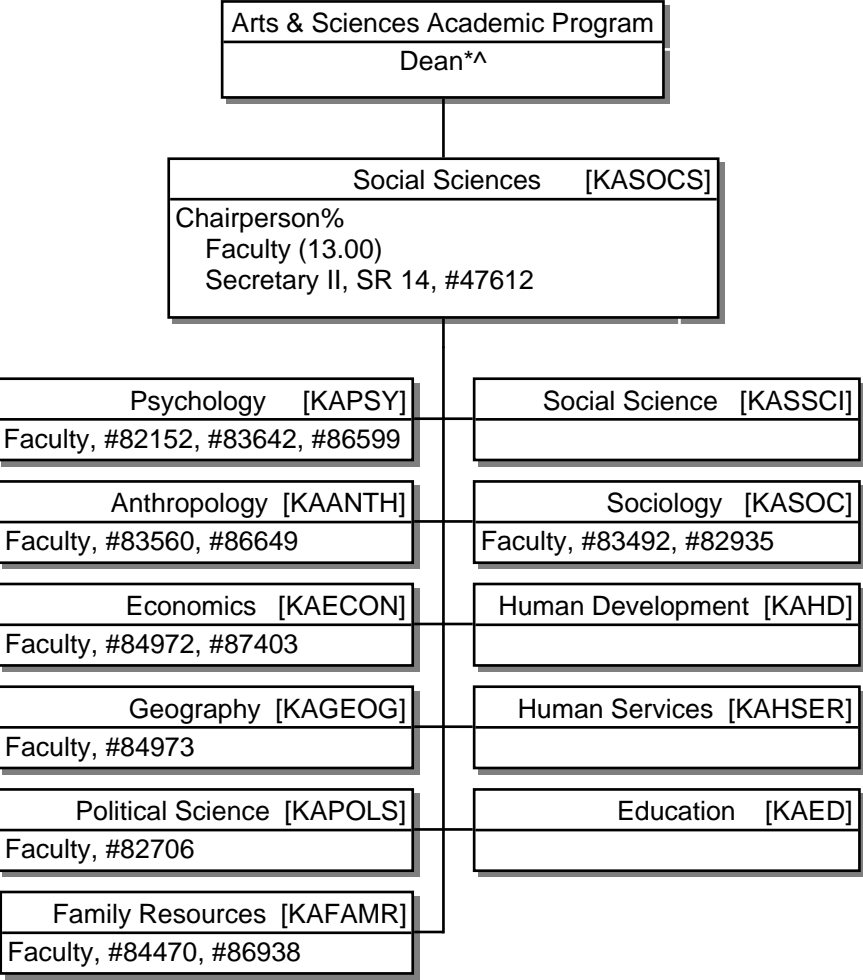 Arts & Sciences Academic Program
Dean*^
Social Sciences [KASOCS]
Chairperson%
Faculty (13.00)
Secretary II, SR 14, #47612
Psychology [KAPSY]
Faculty, #82152, #83642, #86599
Social Science [KASSCI]
Anthropology [KAANTH]
Faculty, #83560, #86649
Sociology [KASOC]
Faculty, #83492, #82935
Economics [KAECON]
Faculty, #84972, #87403
Human Development [KAHD]
Geography [KAGEOG]
Faculty, #84973
Human Services [KAHSER]
Political Science [KAPOLS]
Faculty, #82706
Education [KAED]
Family Resources [KAFAMR]
Faculty, #84470, #86938